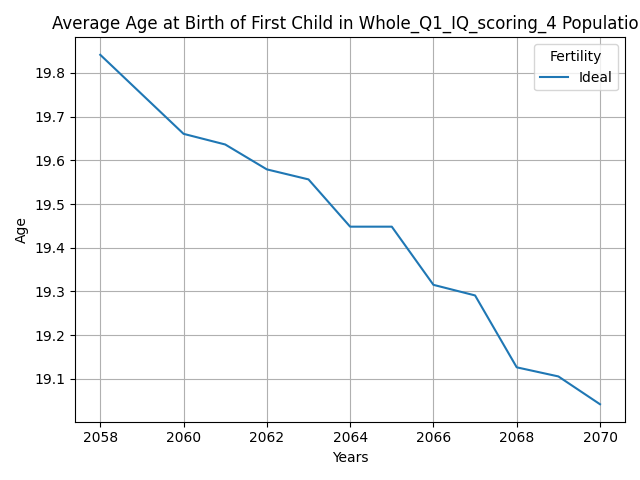 Average Age at Birth of First Child in Whole_Q1_IQ_scoring_4 Populatio
Fertility
Ideal
19.8
19.7
19.6
19.5
19.4
19.3
19.2
19.1
Age
2058 2060 2062 2064 2066 2068 2070
Years